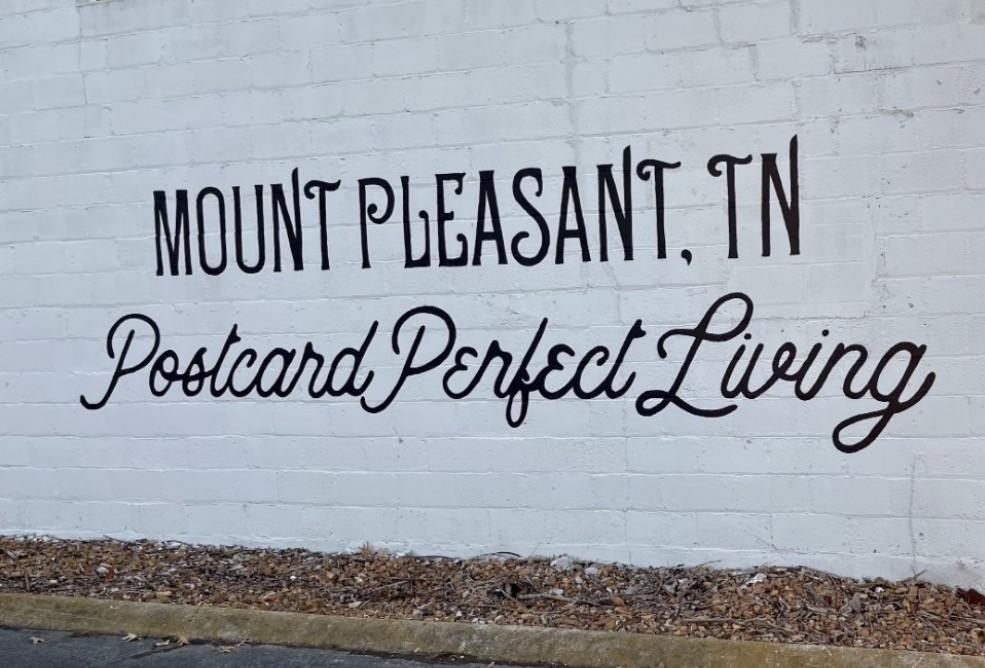 MOUNT PLEASANT, TN
Postcard Perfect Living